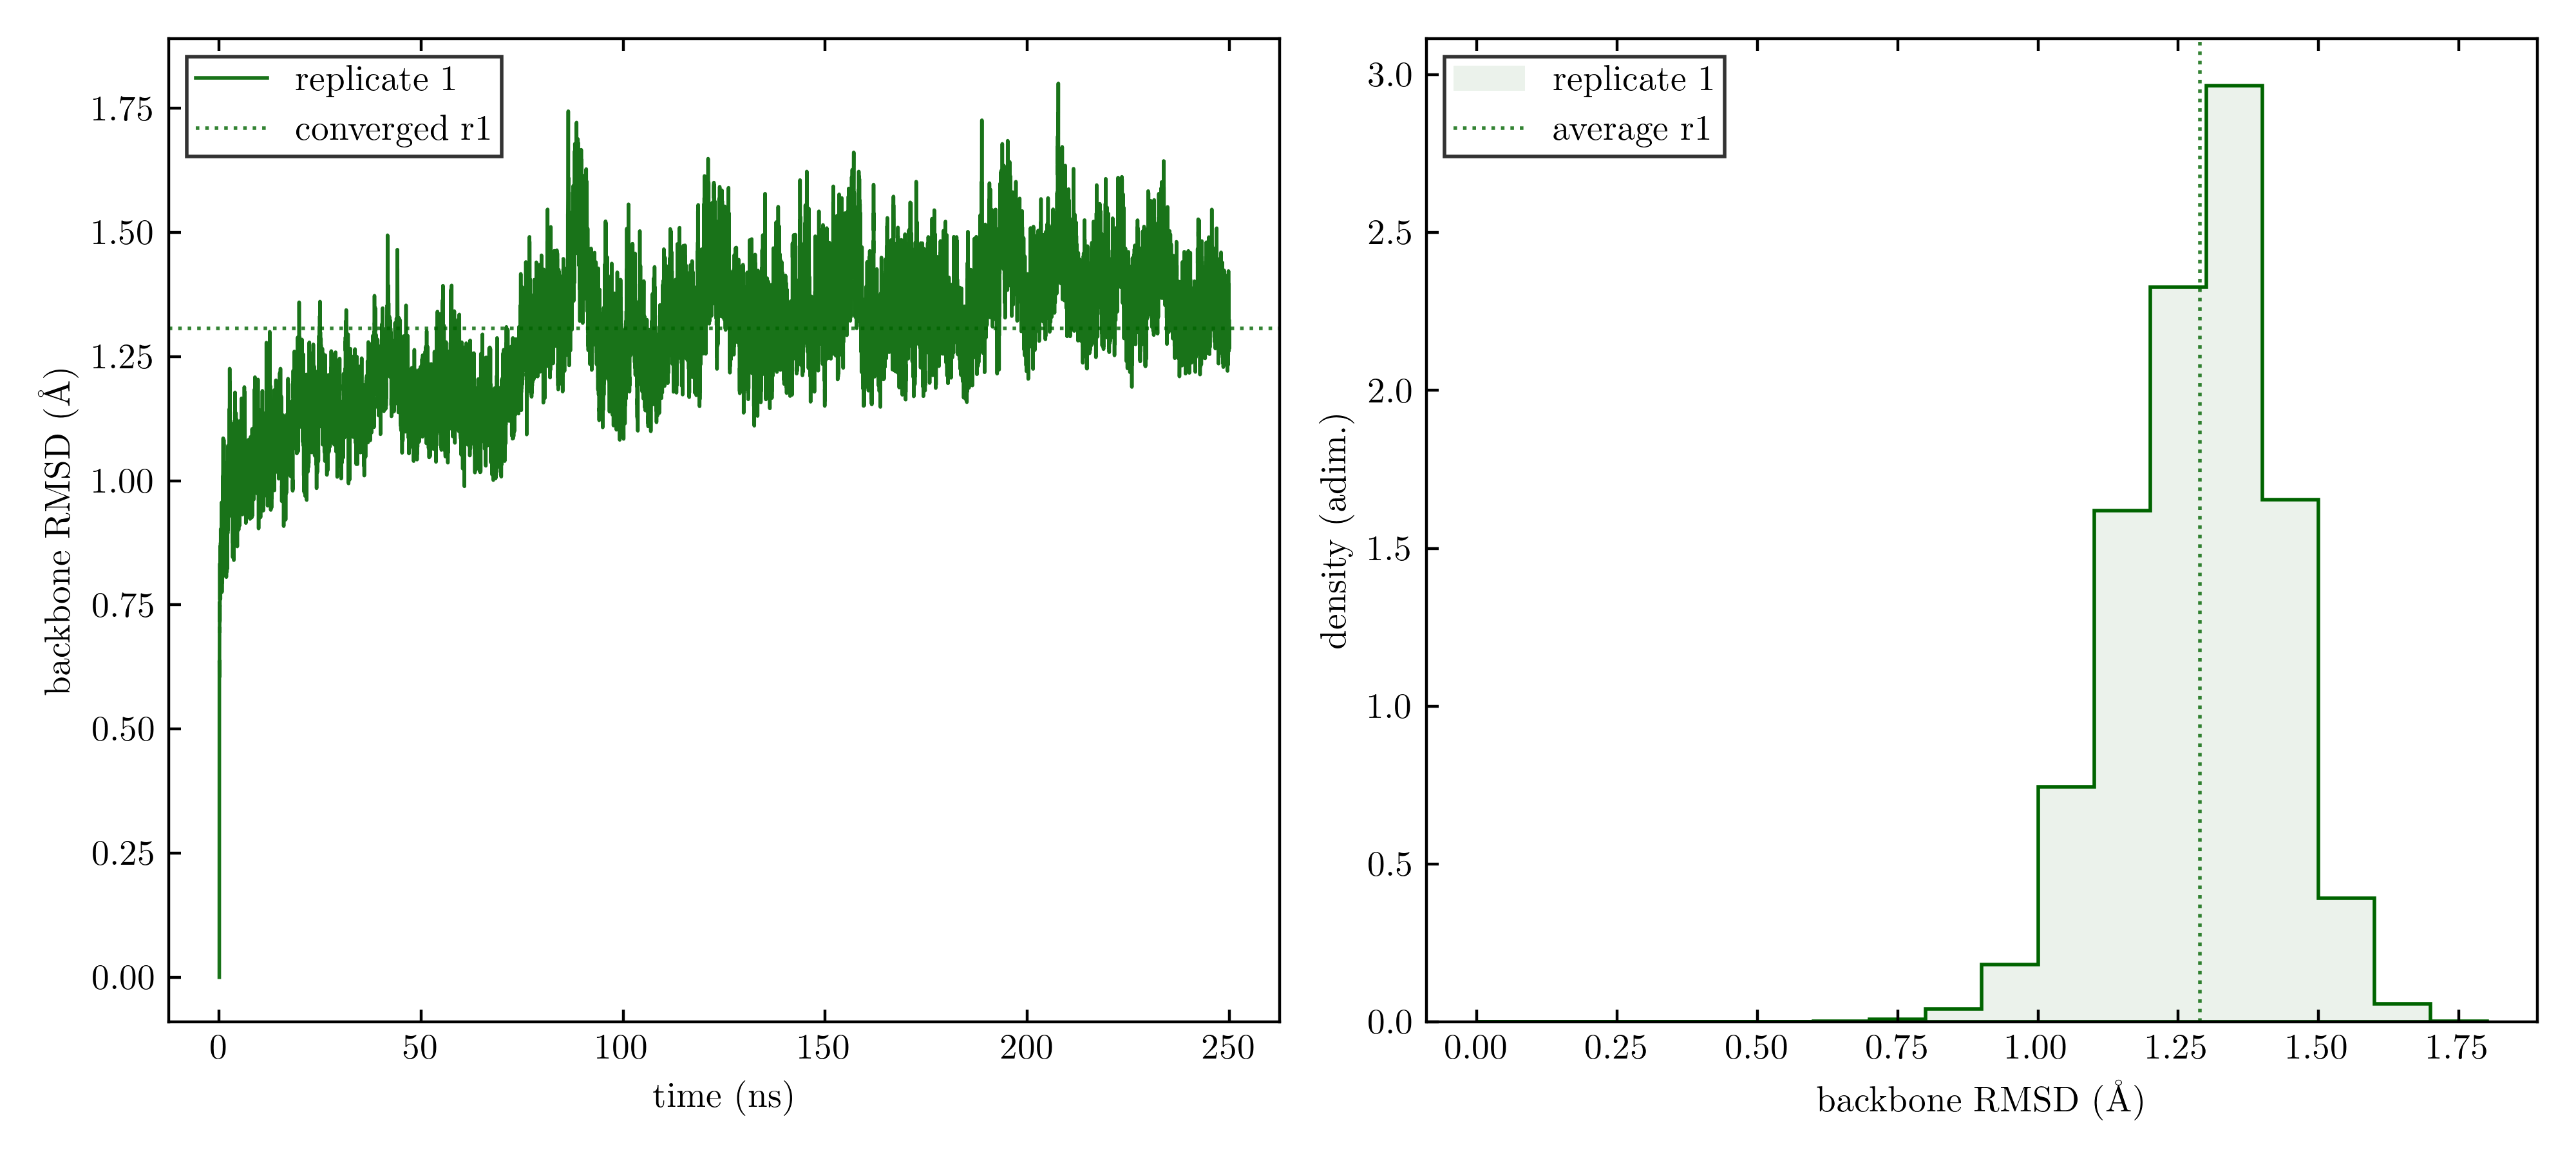 replicate 1
converged r1
1.75
1.50
1.25
1.00
0.75
0.50
0.25
0.00
backbone RMSD (Å)
0 50 100 150 200 250
time (ns)
replicate 1
average r1
3.0
2.5
2.0
1.5
1.0
0.5
0.0
density (adim.)
0.00 0.25 0.50 0.75 1.00 1.25 1.50 1.75
backbone RMSD (Å)